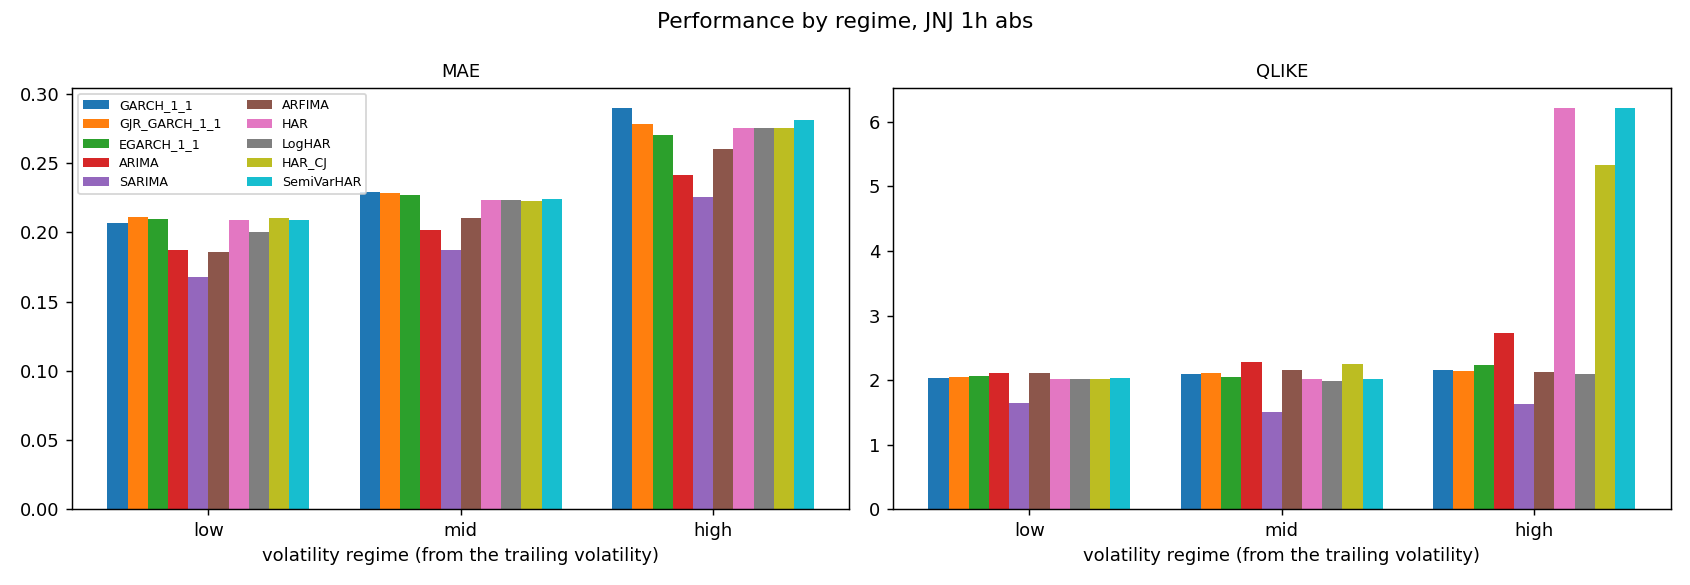 Performance by regime, JNJ 1h abs
MAE
0.30
0.25
0.20
0.15
0.10
0.05
0.00
GARCH_1_1
GJR_GARCH_1_1
EGARCH_1_1
ARIMA
SARIMA
ARFIMA
HAR
LogHAR
HAR_CJ
SemiVarHAR
low
mid
high
volatility regime (from the trailing volatility)
QLIKE
6
5
4
3
2
1
0
low
mid
high
volatility regime (from the trailing volatility)